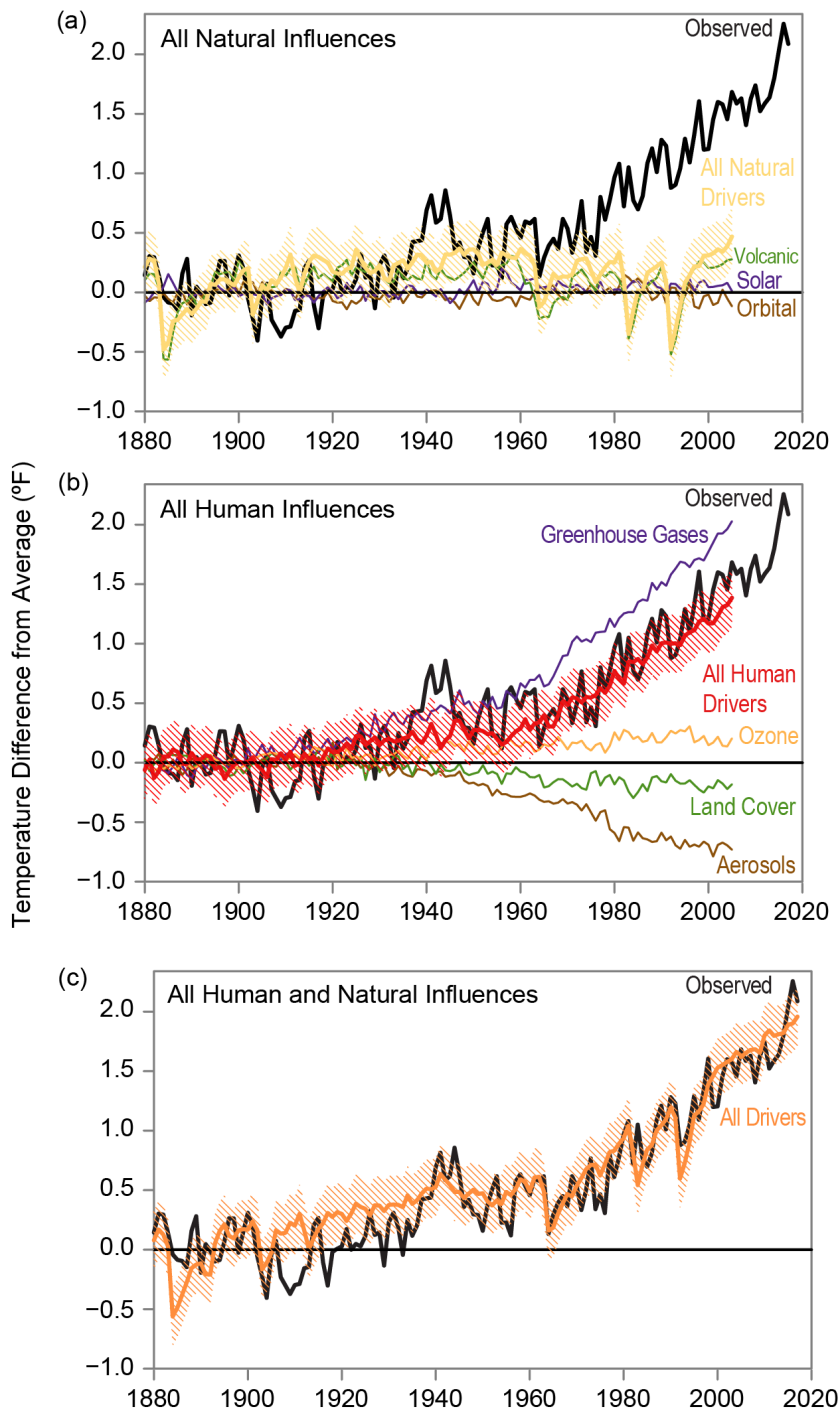 (a)
All Natural Influences
Observed
2.0
1.5
All Natural
Drivers
1.0
0.5
Volcanic
Solar
0.0
Orbital
−0.5
−1.0
1880 1900 1920 1940 1960 1980 2000 2020
Temperature Difference from Average (ºF)
(b)
All Human Influences
Observed
2.0
Greenhouse Gases
1.5
1.0
All Human
Drivers
0.5
Ozone
0.0
Land Cover
−0.5
Aerosols
−1.0
1880 1900 1920 1940 1960 1980 2000 2020
(c)
All Human and Natural Influences
Observed
2.0
1.5
All Drivers
1.0
0.5
0.0
−0.5
−1.0
1880 1900 1920 1940 1960 1980 2000 2020